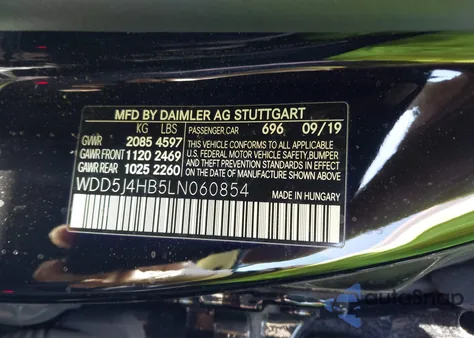 MFD BY DAIMLER AG STUTTGART
KG LBS
PASSENGER CAR 696 09/19
GVWR 2085 4597
GAWR FRONT 1120 2469
GAWR REAR 1025 2260
THIS VEHICLE CONFORMS TO ALL APPLICABLE
U.S. FEDERAL MOTOR VEHICLE SAFETY, BUMPER
AND THEFT PREVENTION STANDARDS IN EFFECT
ON THE DATE OF MANUFACTURE SHOWN ABOVE
WDD5J4HB5LN060854
MADE IN HUNGARY
autoSnap